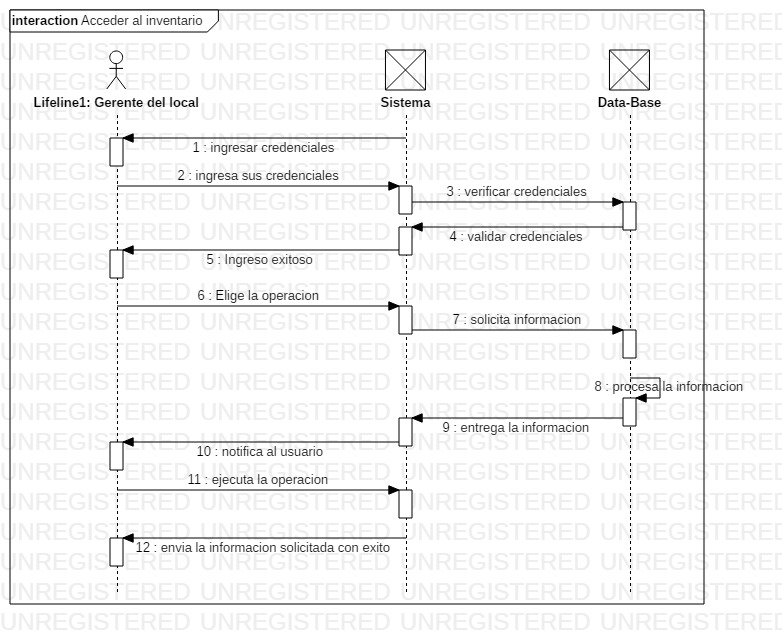 interaction Acceder al inventario
Lifeline1: Gerente del local
Sistema
Data-Base
1 : ingresar credenciales
2 : ingresa sus credenciales
3 : verificar credenciales
4 : validar credenciales
5 : Ingreso exitoso
6 : Elige la operacion
7 : solicita informacion
8 : procesa la informacion
9 : entrega la informacion
10 : notifica al usuario
11 : ejecuta la operacion
12 : envia la informacion solicitada con exito
UNREGISTERED